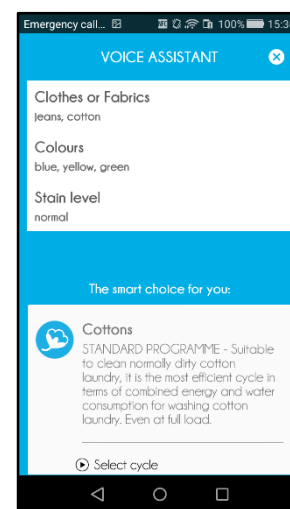 Emergency call... 100% 15:3
VOICE ASSISTANT
Clothes or Fabrics
jeans, cotton
Colours
blue, yellow, green
Stain level
normal
The smart choice for you:
Cottons
STANDARD PROGRAMME - Suitable
to clean normally dirty cotton
laundry, it is the most efficient cycle in
terms of combined energy and water
consumption for washing cotton
laundry. Even at full load.
Select cycle